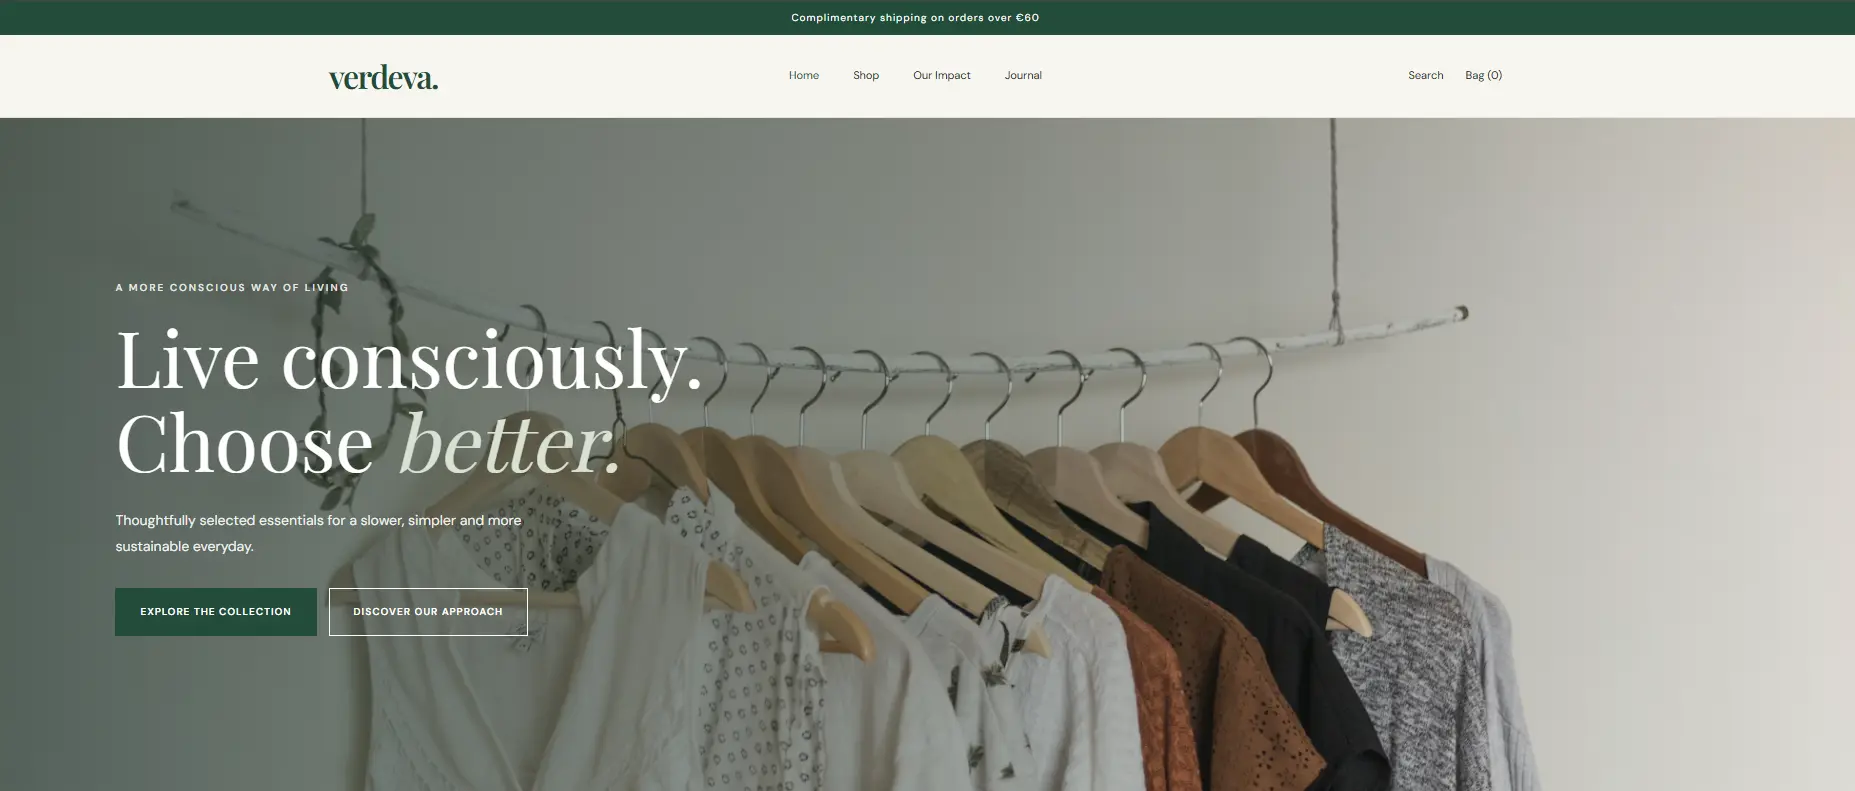 Complimentary shipping on orders over €60
verdeva.
Home
Shop
Our Impact
Journal
Search
Bag (0)
A MORE CONSCIOUS WAY OF LIVING
Live consciously.
Choose better.
Thoughtfully selected essentials for a slower, simpler and more
sustainable everyday.
EXPLORE THE COLLECTION
DISCOVER OUR APPROACH